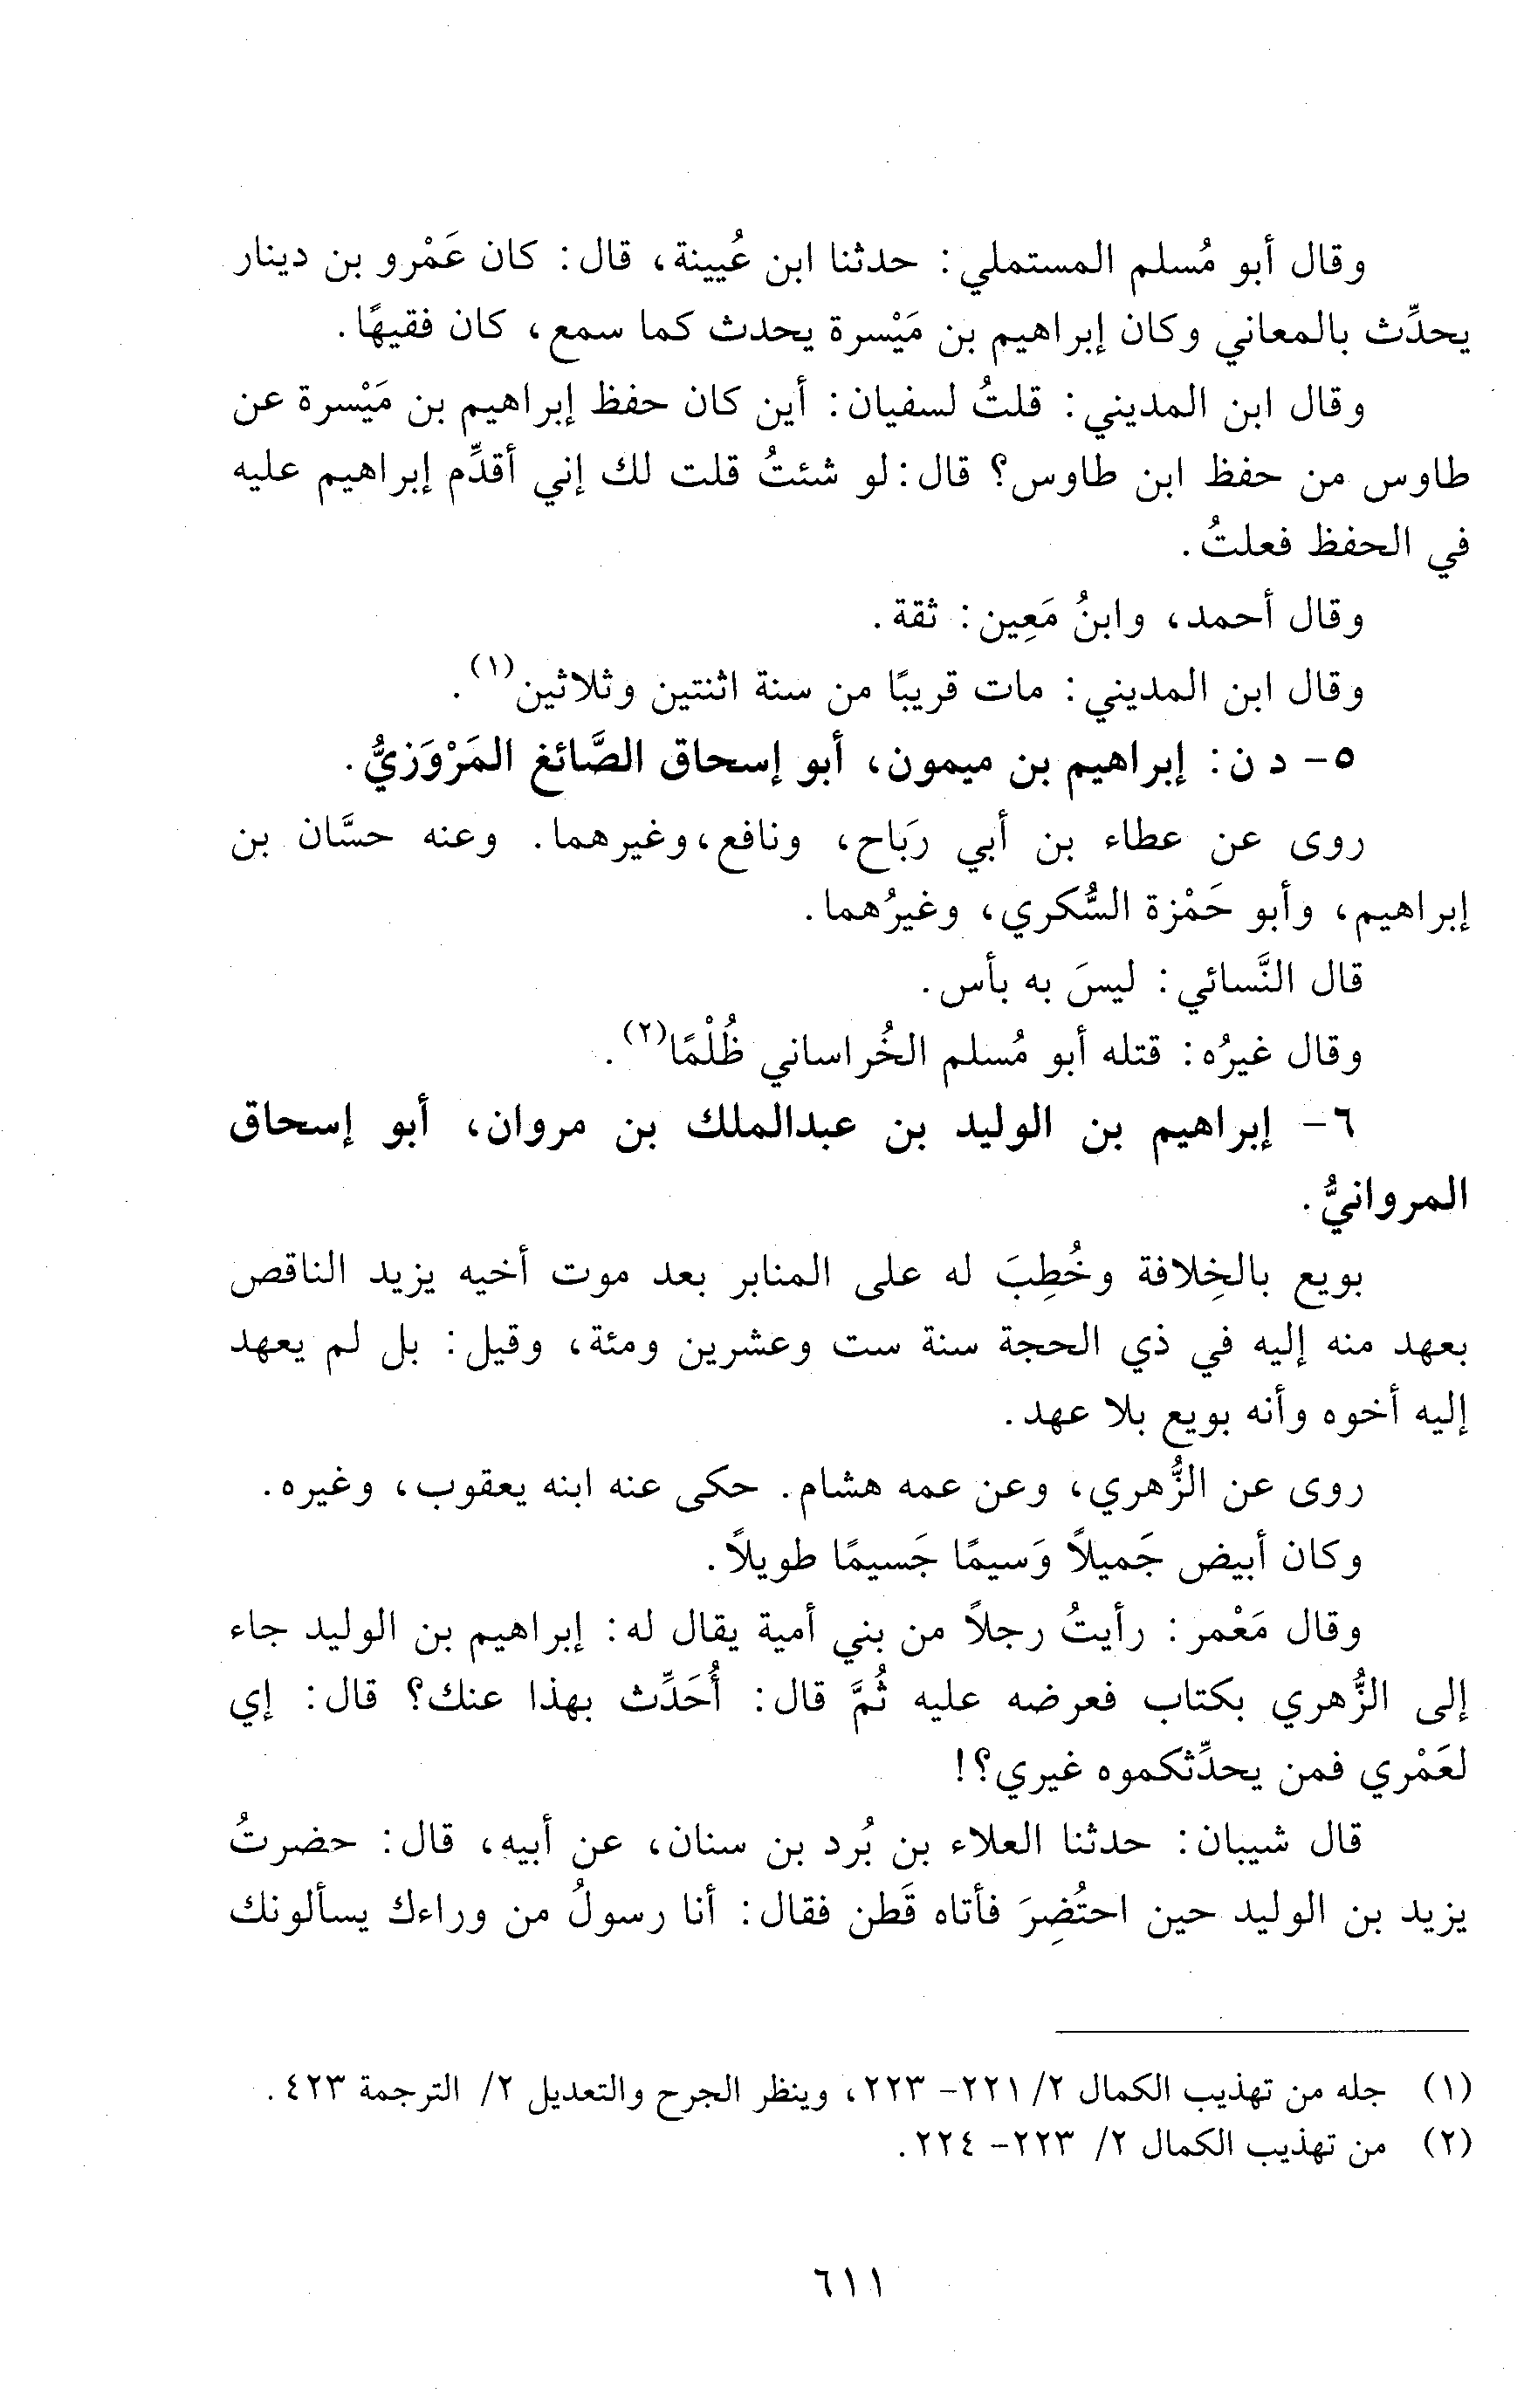 وقال أبو مُسلم المستملي: حدثنا ابن عُيينة، قال: كان عَمْرو بن دينار
يحدِّث بالمعاني وكان إبراهيم بن مَيْسرة يحدث كما سمع، كان فقيهًا.
وقال ابن المديني: قلتُ لسفيان: أين كان حفظ إبراهيم بن مَيْسرة عن
طاوس من حفظ ابن طاوس؟ قال: لو شئتُ قلت لك إني أقدِّم إبراهيم عليه
في الحفظ فعلتُ.
وقال أحمد، وابنُ مَعِين: ثقة.
وقال ابن المديني: مات قريبًا من سنة اثنتين وثلاثين(١).
٥- د ن: إبراهيم بن ميمون، أبو إسحاق الصَّائغ المَرْوَزيُّ.
روى عن عطاء بن أبي رَبَاح، ونافع، وغيرهما. وعنه حسَّان بن
إبراهيم، وأبو حَمْزة السُّكري، وغيرُهما.
قال النَّسائي: ليسَ به بأس.
وقال غيرُه: قتله أبو مُسلم الخُراساني ظُلْمًا(٢).
٦- إبراهيم بن الوليد بن عبدالملك بن مروان، أبو إسحاق
المروانيُّ.
بويع بالخِلافة وخُطِبَ له على المنابر بعد موت أخيه يزيد الناقص
بعهد منه إليه في ذي الحجة سنة ست وعشرين ومئة، وقيل: بل لم يعهد
إليه أخوه وأنه بويع بلا عهد.
روى عن الزُّهري، وعن عمه هشام. حكى عنه ابنه يعقوب، وغيره.
وكان أبيض جَميلاً وَسيمًا جَسيمًا طويلاً.
وقال مَعْمر: رأيتُ رجلاً من بني أمية يقال له: إبراهيم بن الوليد جاء
إلى الزُّهري بكتاب فعرضه عليه ثُمَّ قال: أُحَدِّث بهذا عنك؟ قال: إي
لعَمْري فمن يحدِّثكموه غيري؟!
قال شيبان: حدثنا العلاء بن بُرد بن سنان، عن أبيه، قال: حضرتُ
يزيد بن الوليد حين احتُضِرَ فأتاه قَطن فقال: أنا رسولُ من وراءك يسألونك
(١) جله من تهذيب الكمال ٢/ ٢٢١- ٢٢٣، وينظر الجرح والتعديل ٢/ الترجمة ٤٢٣.
(٢) من تهذيب الكمال ٢/ ٢٢٣- ٢٢٤.
٦١١